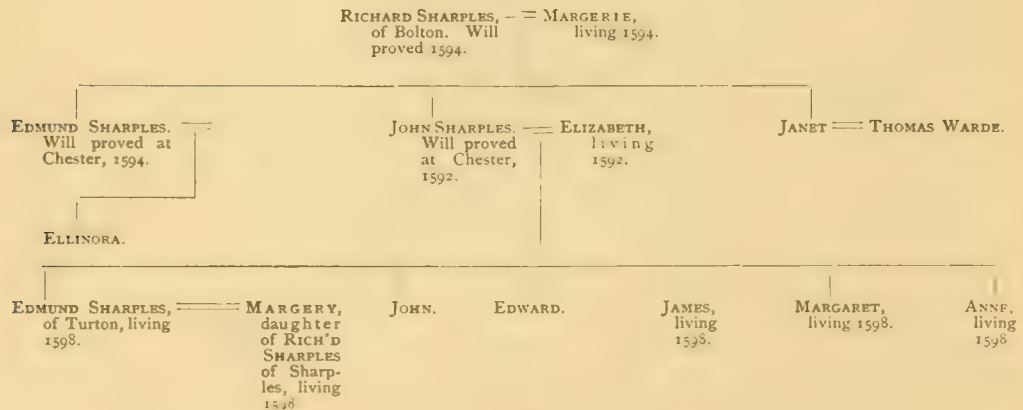 RICHARD SHARPLES, = MARGERIE,
of Bolton. Will living 1594.
proved 1594.
EDMUND SHARPLES. =
Will proved at
Chester, 1594.
JOHN SHARPLES. = ELIZABETH,
Will proved living
at Chester, 1592.
1592.
JANET = THOMAS WARDE.
ELLINORA.
EDMUND SHARPLES, =
of Turton, living
1598.
MARGERY,
daughter
of RICH'D
SHARPLES
of Sharp-
les, living
1598
JOHN.
EDWARD.
JAMES,
living
1598.
MARGARET,
living 1598.
ANNE,
living
1598